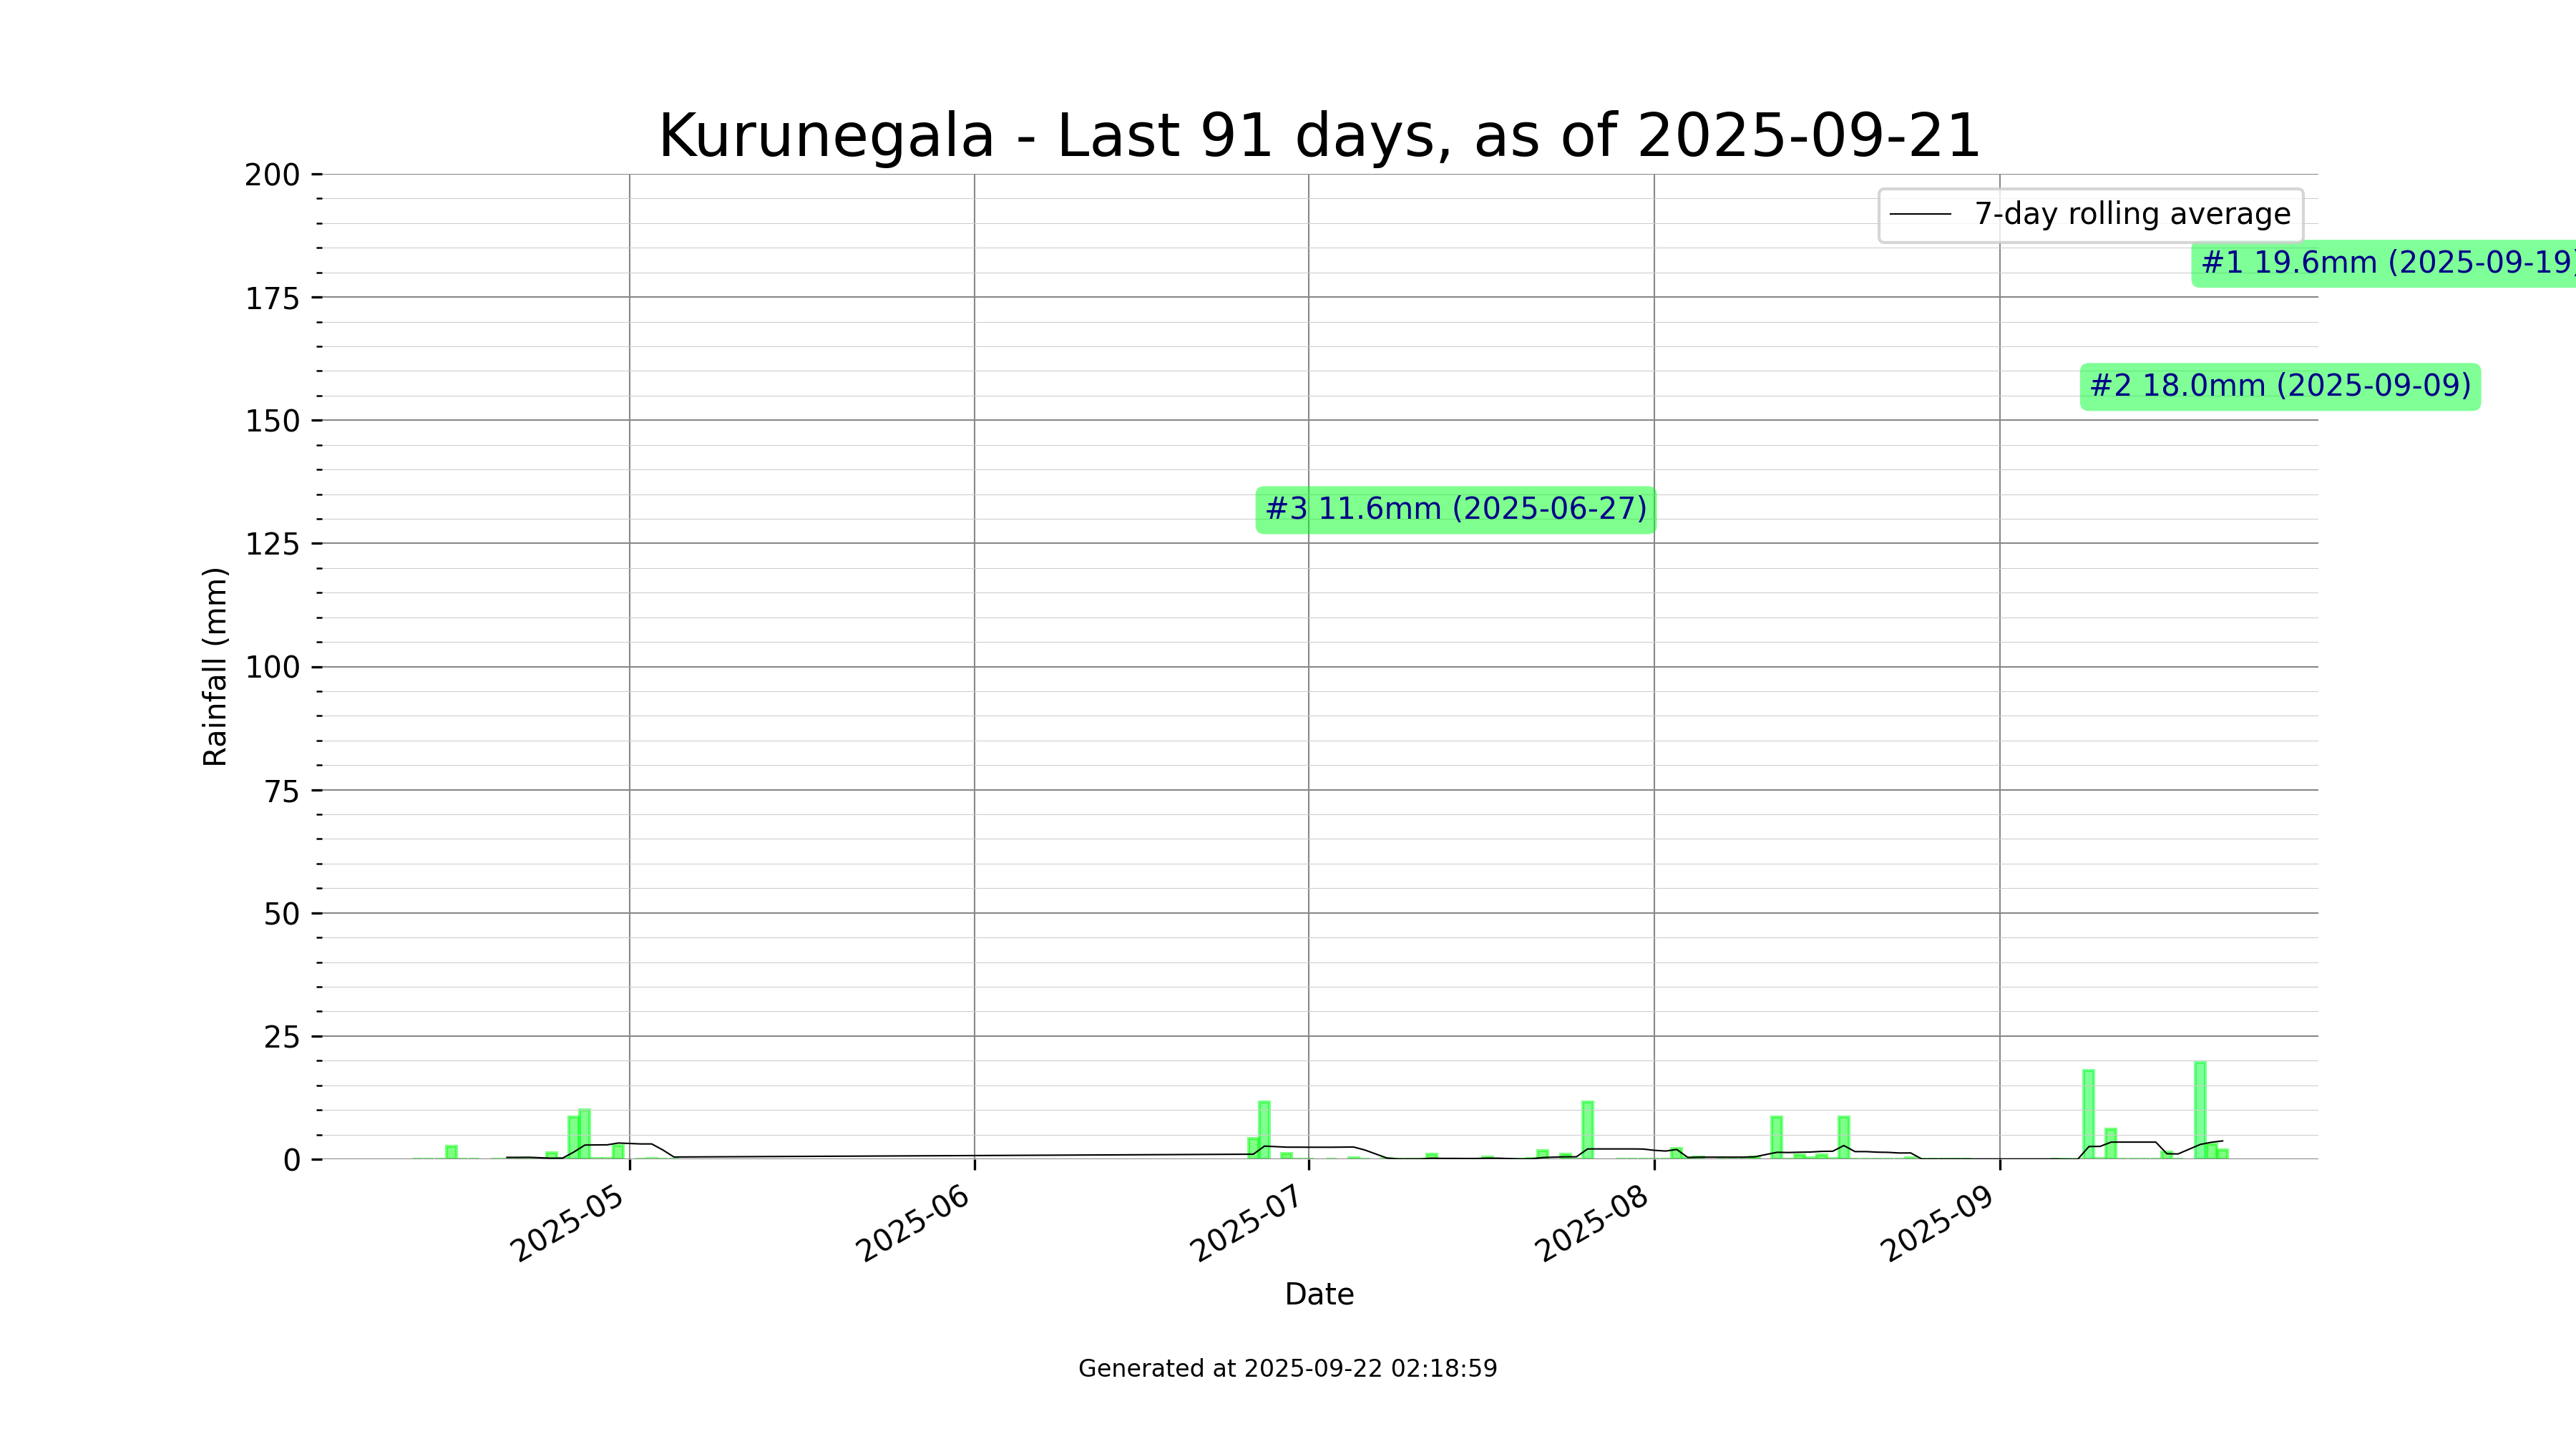 Kurunegala - Last 91 days, as of 2025-09-21
200
175
150
125
100
75
50
25
0
Rainfall (mm)
7-day rolling average
#1 19.6mm (2025-09-19)
#2 18.0mm (2025-09-09)
#3 11.6mm (2025-06-27)
2025-05
2025-06
2025-07
2025-08
2025-09
Date
Generated at 2025-09-22 02:18:59